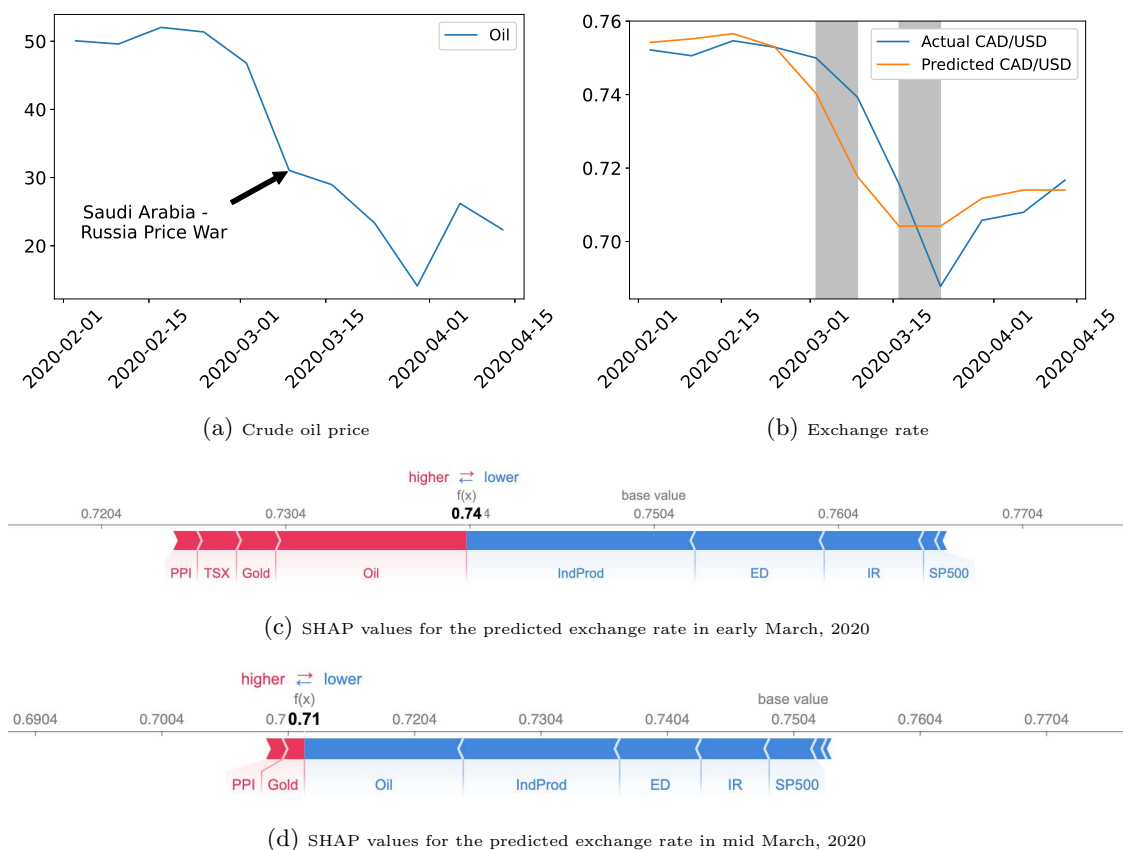 50
40
30
20
Oil
Saudi Arabia -
Russia Price War
2020-02-01
2020-02-15
2020-03-01
2020-03-15
2020-04-01
2020-04-15
(a) Crude oil price
0.76
0.74
0.72
0.70
Actual CAD/USD
Predicted CAD/USD
2020-02-01
2020-02-15
2020-03-01
2020-03-15
2020-04-01
2020-04-15
(b) Exchange rate
higher ⇄ lower
f(x)
base value
0.7204 0.7304 0.74 4 0.7504 0.7604 0.7704
PPI TSX Gold Oil IndProd ED IR SP500
(c) SHAP values for the predicted exchange rate in early March, 2020
higher ⇄ lower
f(x)
base value
0.6904 0.7004 0.7 0.71 0.7204 0.7304 0.7404 0.7504 0.7604 0.7704
PPI Gold Oil IndProd ED IR SP500
(d) SHAP values for the predicted exchange rate in mid March, 2020